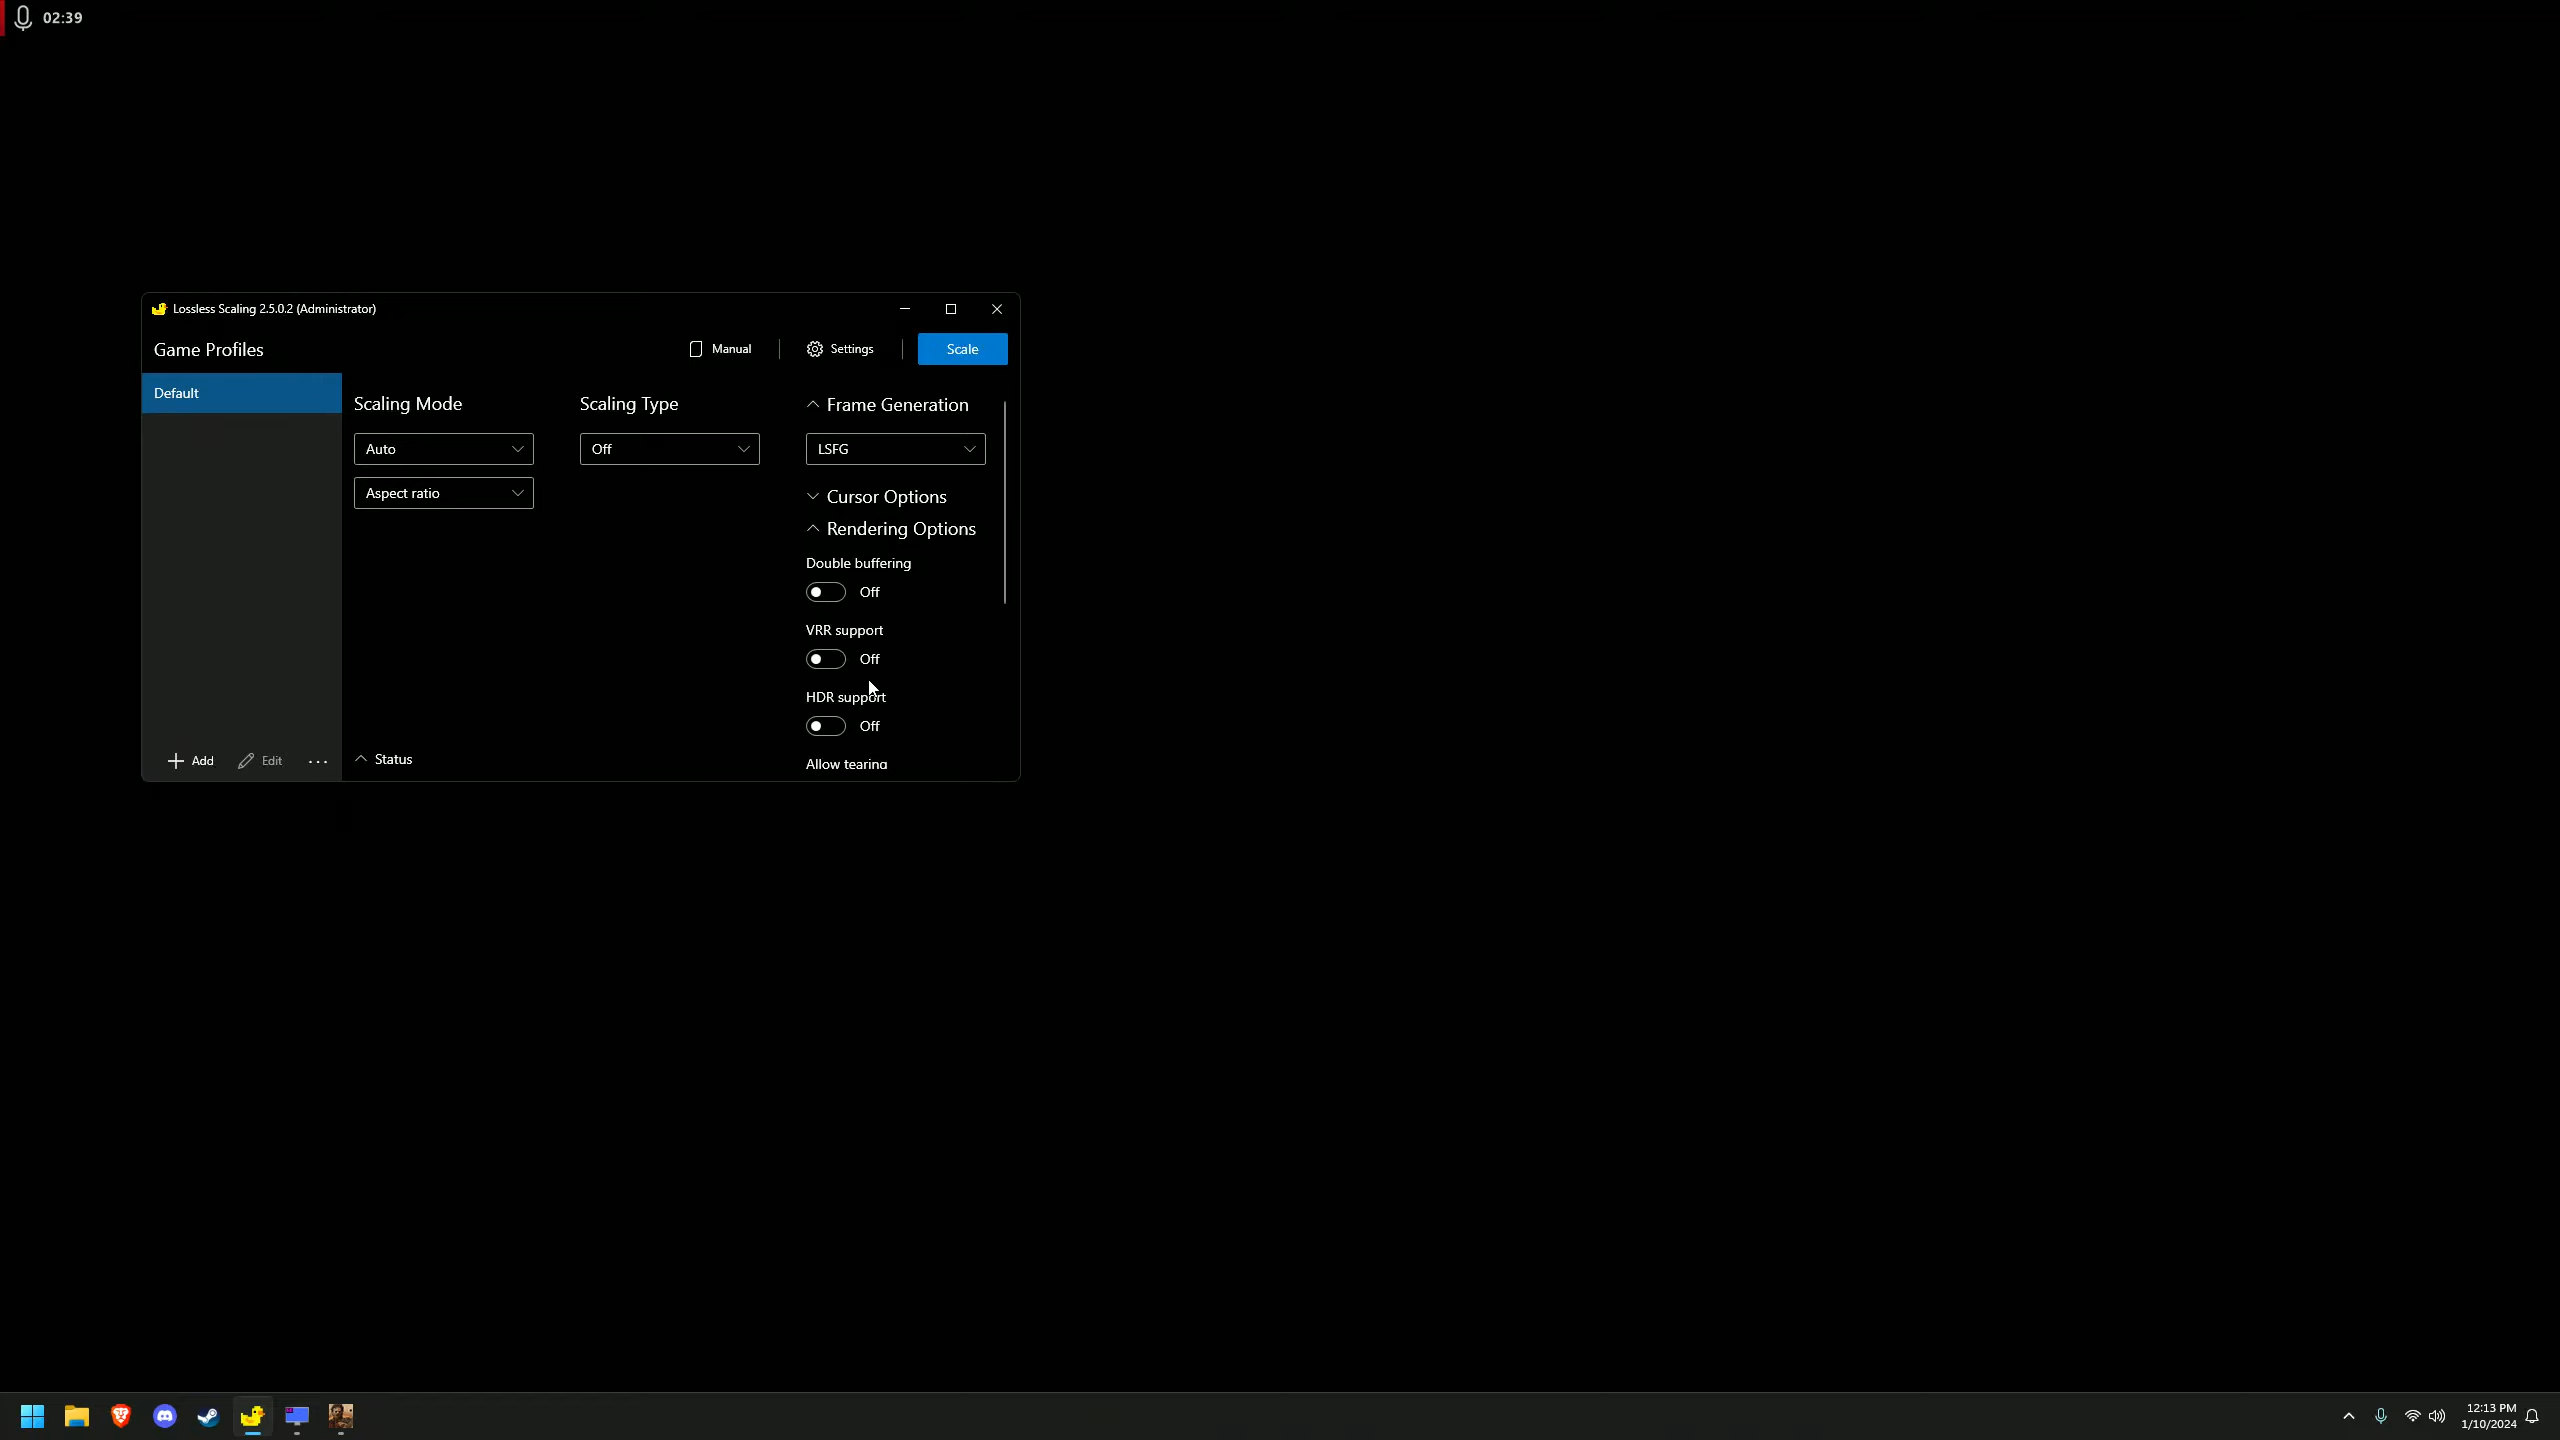 02:39
Lossless Scaling 2.5.0.2 (Administrator)
Game Profiles
Manual
Settings
Scale
Default
Scaling Mode
Scaling Type
Frame Generation
Auto
Off
LSFG
Aspect ratio
Cursor Options
Rendering Options
Double buffering
Off
VRR support
Off
HDR support
Off
Add
Edit
Status
Allow tearing
12:13 PM
1/10/2024